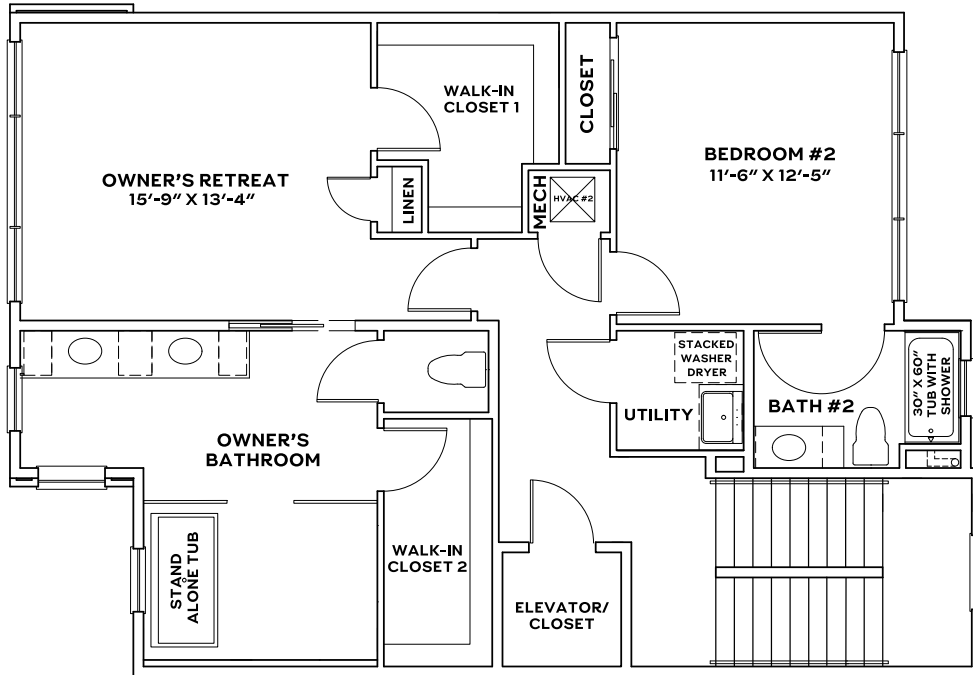 WALK-IN
CLOSET 1
CLOSET
BEDROOM #2
11'-6" X 12'-5"
OWNER'S RETREAT
15'-9" X 13'-4"
LINEN
MECH
HVAC #2
STACKED
WASHER
DRYER
UTILITY
BATH #2
30" X 60"
TUB WITH
SHOWER
OWNER'S
BATHROOM
STAND
ALONE TUB
WALK-IN
CLOSET 2
ELEVATOR/
CLOSET